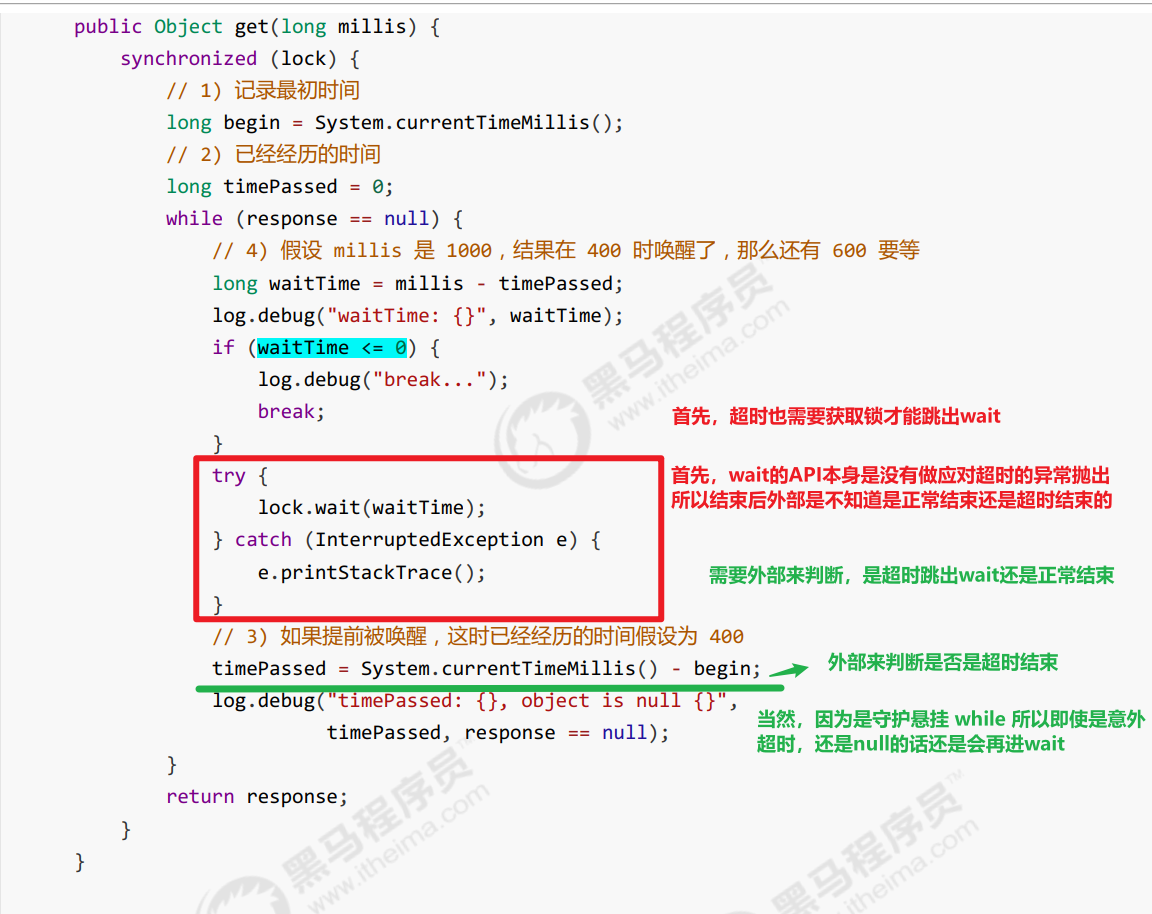 public Object get(long millis) {
synchronized (lock) {
// 1) 记录最初时间
long begin = System.currentTimeMillis();
// 2) 已经经历的时间
long timePassed = 0;
while (response == null) {
// 4) 假设 millis 是 1000，结果在 400 时唤醒了，那么还有 600 要等
long waitTime = millis - timePassed;
log.debug("waitTime: {}", waitTime);
if (waitTime <= 0) {
log.debug("break...");
break;
首先，超时也需要获取锁才能跳出wait
}
try {
首先，wait的API本身是没有做应对超时的异常抛出
所以结束后外部是不知道是正常结束还是超时结束的
lock.wait(waitTime);
} catch (InterruptedException e) {
e.printStackTrace();
需要外部来判断，是超时跳出wait还是正常结束
}
// 3) 如果提前被唤醒，这时已经经历的时间假设为 400
timePassed = System.currentTimeMillis() - begin;
外部来判断是否是超时结束
log.debug("timePassed: {}, object is null {}",
timePassed, response == null);
当然，因为是守护悬挂 while 所以即使是意外
超时，还是null的话还是会再进wait
}
return response;
}
}
黑马程序员
www.itheima.com
黑马程序员™
www.itheima.com
黑马程序员™
www.itheima.com